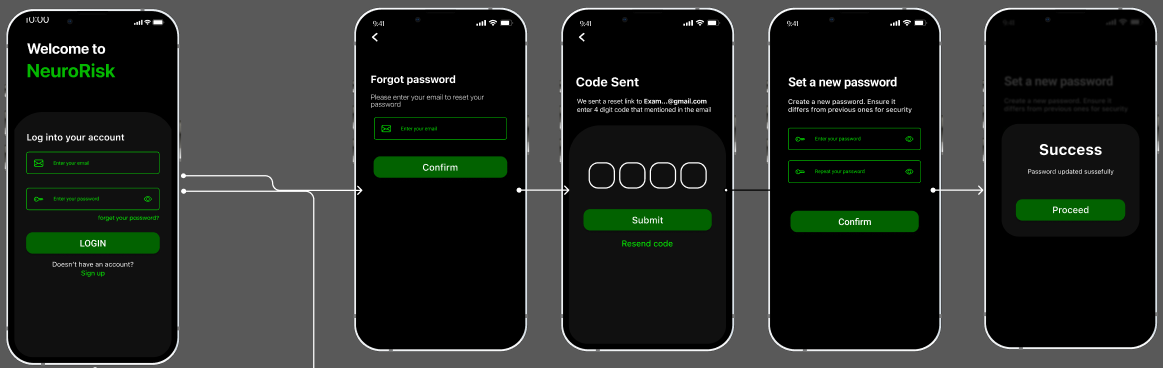 10:00
Welcome to
NeuroRisk
Log into your account
Enter your email
Enter your password
forget your password?
LOGIN
Doesn't have an account?
Sign up
9:41
Forgot password
Please enter your email to reset your
password
Enter your email
Confirm
9:41
Code Sent
We sent a reset link to Exam...@gmail.com
enter 4 digit code that mentioned in the email
Submit
Resend code
9:41
Set a new password
Create a new password. Ensure it
differs from previous ones for security
Enter your password
Repeat your password
Confirm
9:41
Set a new password
Create a new password. Ensure it
differs from previous ones for security
Success
Password updated sussefully
Proceed